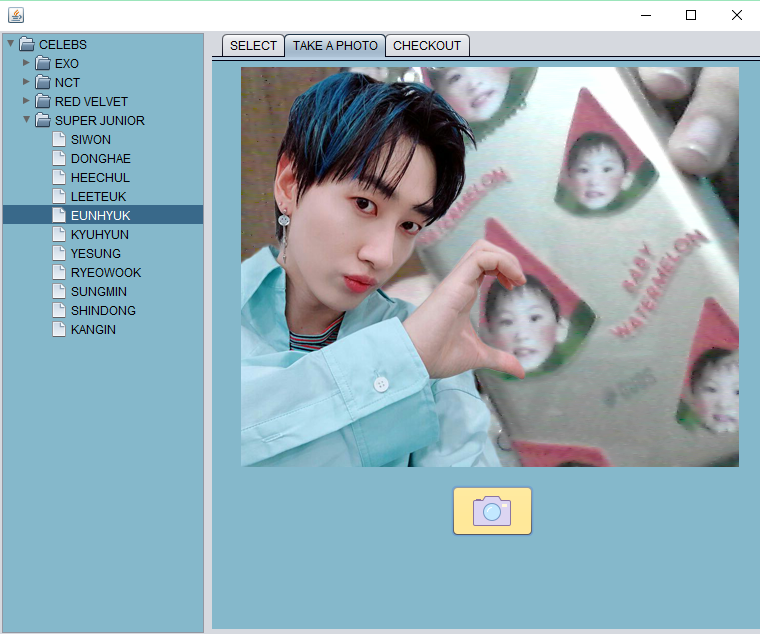 CELEBS
EXO
NCT
RED VELVET
SUPER JUNIOR
SIWON
DONGHAE
HEECHUL
LEETEUK
EUNHYUK
KYUHYUN
YESUNG
RYEOWOOK
SUNGMIN
SHINDONG
KANGIN
SELECT
TAKE A PHOTO
CHECKOUT
WATERMELON
BABY
WATERMELON